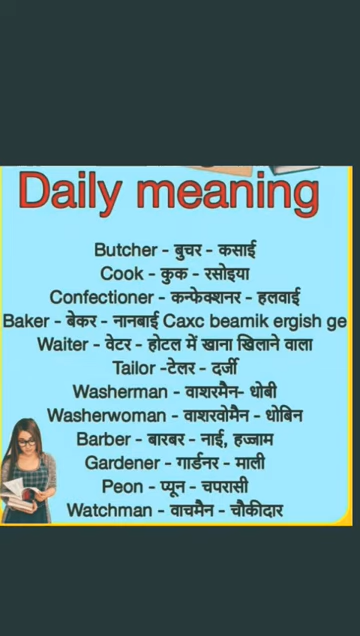 Daily meaning
Butcher - बुचर - कसाई
Cook - कुक - रसोइया
Confectioner - कन्फेक्शनर - हलवाई
Baker - बेकर - नानबाई Caxc beamik ergish ge
Waiter - वेटर - होटल में खाना खिलाने वाला
Tailor -टेलर - दर्जी
Washerman - वाशरमैन- धोबी
Washerwoman - वाशरवोमैन - धोबिन
Barber - बारबर - नाई, हज्जाम
Gardener - गार्डनर - माली
Peon - प्यून - चपरासी
Watchman - वाचमैन - चौकीदार